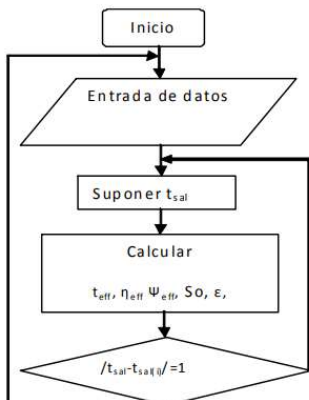 Inicio
Entrada de datos
Suponer tsal
Calcular
teff, ηeff Ψeff, So, ε,
/tsal-tsal(i)/=1